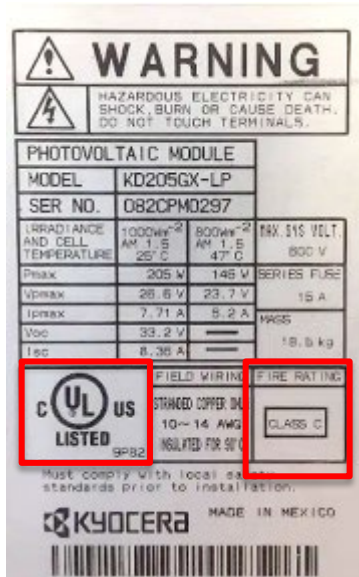 WARNING
HAZARDOUS ELECTRICITY CAN
SHOCK, BURN OR CAUSE DEATH.
DO NOT TOUCH TERMINALS.
PHOTOVOLTAIC MODULE
MODEL KD205GX-LP
SER NO. 082CPM0297
IRRADIANCE AND CELL TEMPERATURE 1000Wm-2 AM 1.5 25°C 800Wm-2 AM 1.5 47°C MAX. SYS VOLT. 600 V
Pmax 205 W 145 W SERIES FUSE
Vpmax 26.6 V 23.7 V 15 A
Ipmax 7.71 A 6.2 A MASS
Voc 33.2 V — 18.5 kg
Isc 8.36 A —
C UL US LISTED 9P82
FIELD WIRING
STRANDED COPPER ONLY
10~14 AWG
INSULATED FOR 90°C
FIRE RATING
CLASS C
Must comply with local safety
standards prior to installation.
KYOCERA MADE IN MEXICO